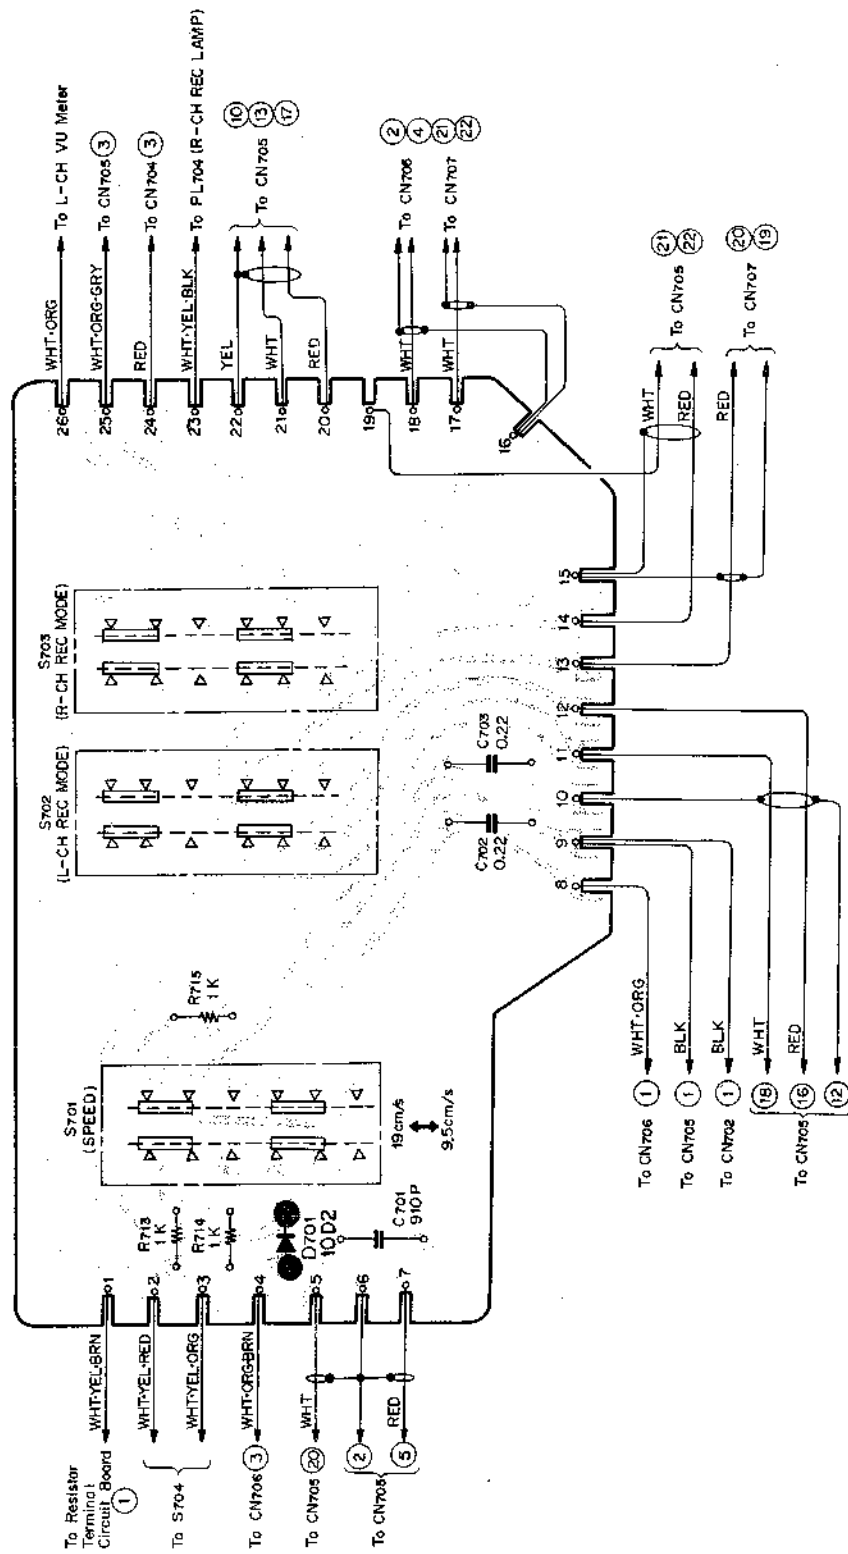 To Resistor
Terminal
Circuit Board
1
To S704
To CN706 3
To CN705 20
To CN705
2
5
WHT·YEL·BRN
WHT·YEL·RED
WHT·YEL·ORG
WHT·ORG·BRN
WHT
RED
1
2
3
4
5
6
7
R713
1K
R714
1K
D701
10D2
C701
910P
S701
(SPEED)
19cm/s
9.5cm/s
R715
1K
S702
(L-CH REC MODE)
S703
(R-CH REC MODE)
C702
0.22
C703
0.22
8
9
10
11
12
13
14
15
16
17
18
19
20
21
22
23
24
25
26
WHT·ORG
To L-CH VU Meter
WHT·ORG·GRY
To CN705 3
RED
To CN704 3
WHT·YEL·BLK
To PL704 (R-CH REC LAMP)
YEL
WHT
RED
To CN705
10
13
17
WHT
To CN706
2
4
WHT
To CN707
21
22
WHT
RED
To CN705
21
22
RED
To CN707
20
19
To CN706 1
WHT·ORG
To CN705 1
BLK
To CN702 1
BLK
To CN705
18
WHT
16
RED
12